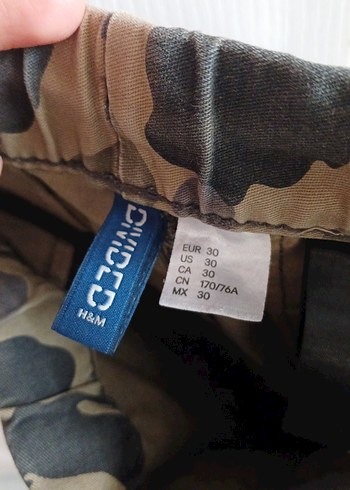 DIVIDED
H&M
EUR 30
US 30
CA 30
CN 170/76A
MX 30